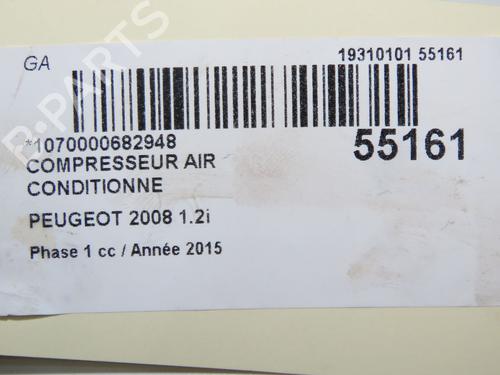 GA
19310101 55161
*1070000682948
55161
COMPRESSEUR AIR
CONDITIONNE
PEUGEOT 2008 1.2i
Phase 1 cc / Année 2015
B-PARTS